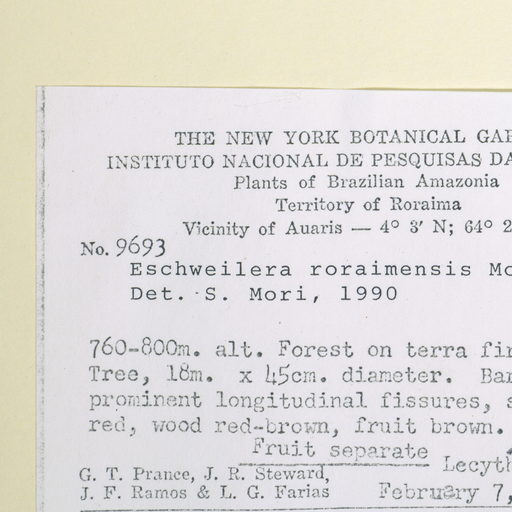 THE NEW YORK BOTANICAL GAR
INSTITUTO NACIONAL DE PESQUISAS DA
Plants of Brazilian Amazonia
Territory of Roraima
Vicinity of Auaris — 4° 3′ N; 64° 2
No. 9693
Eschweilera roraimensis Mo
Det. S. Mori, 1990
760-800m. alt. Forest on terra fir
Tree, 18m. x 45cm. diameter. Bar
prominent longitudinal fissures, s
red, wood red-brown, fruit brown.
Fruit separate
Lecyth
G. T. Prance, J. R. Steward,
J. F. Ramos & L. G. Farias
February 7,